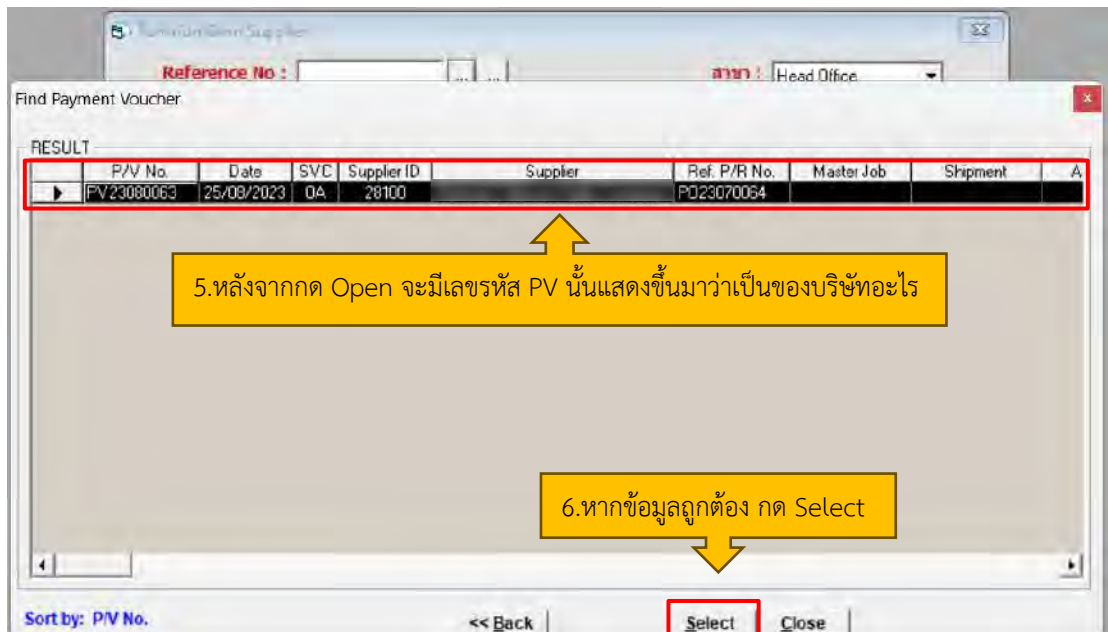 Reference No :
... ...
สาขา : Head Office
Find Payment Voucher
RESULT
P/V No. Date SVC Supplier ID Supplier Ref. P/R No. Master Job Shipment A
PV23080063 25/08/2023 OA 28100 PO23070064
5.หลังจากกด Open จะมีเลขรหัส PV นั้นแสดงขึ้นมาว่าเป็นของบริษัทอะไร
6.หากข้อมูลถูกต้อง กด Select
Sort by: P/V No. << Back Select Close